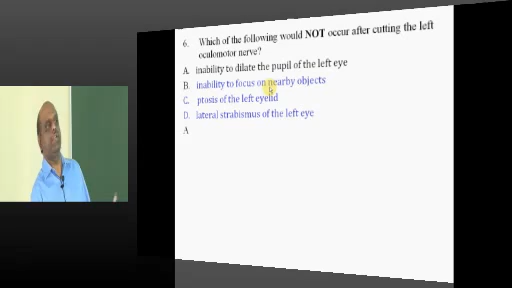 6. Which of the following would NOT occur after cutting the left
oculomotor nerve?
A. inability to dilate the pupil of the left eye
B. inability to focus on nearby objects
C. ptosis of the left eyelid
D. lateral strabismus of the left eye
A